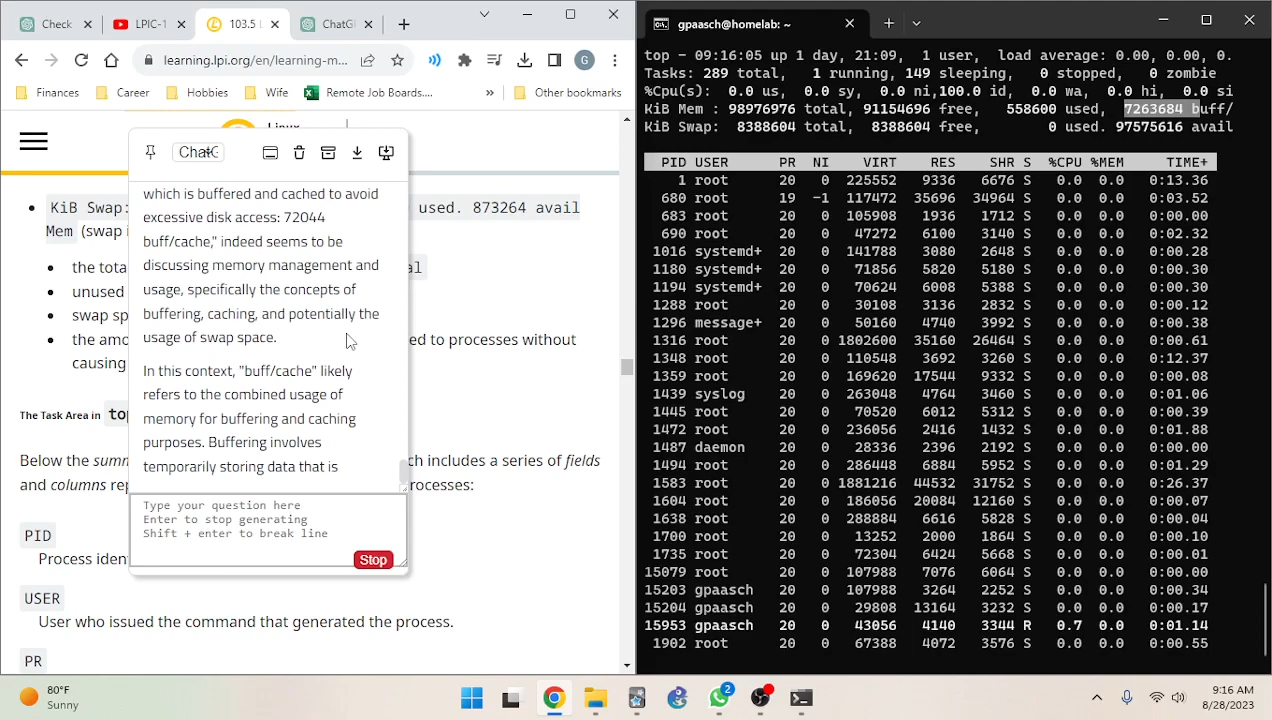 Check
LPIC-1
103.5 L
ChatGI
learning.lpi.org/en/learning-m...
G
Finances
Career
Hobbies
Wife
Remote Job Boards....
»
Other bookmarks
Linux
KiB Swap:
used. 873264 avail
Mem (swap i
the tota
al
unused
swap sp
the amo
ed to processes without
causing
The Task Area in top
Below the summ
ch includes a series of fields
and columns rep
rocesses:
PID
Process iden
USER
User who issued the command that generated the process.
PR
ChatG
which is buffered and cached to avoid
excessive disk access: 72044
buff/cache," indeed seems to be
discussing memory management and
usage, specifically the concepts of
buffering, caching, and potentially the
usage of swap space.
In this context, "buff/cache" likely
refers to the combined usage of
memory for buffering and caching
purposes. Buffering involves
temporarily storing data that is
Type your question here
Enter to stop generating
Shift + enter to break line
Stop
gpaasch@homelab: ~
top - 09:16:05 up 1 day, 21:09,  1 user,  load average: 0.00, 0.00, 0.
Tasks: 289 total,   1 running, 149 sleeping,   0 stopped,   0 zombie
%Cpu(s):  0.0 us,  0.0 sy,  0.0 ni,100.0 id,  0.0 wa,  0.0 hi,  0.0 si
KiB Mem : 98976976 total, 91154696 free,   558600 used,  7263684 buff/
KiB Swap:  8388604 total,  8388604 free,        0 used. 97575616 avail
PID USER PR NI VIRT RES SHR S %CPU %MEM TIME+
1 root 20 0 225552 9336 6676 S 0.0 0.0 0:13.36
680 root 19 -1 117472 35696 34964 S 0.0 0.0 0:03.52
683 root 20 0 105908 1936 1712 S 0.0 0.0 0:00.00
690 root 20 0 47272 6100 3140 S 0.0 0.0 0:02.32
1016 systemd+ 20 0 141788 3080 2648 S 0.0 0.0 0:00.28
1180 systemd+ 20 0 71856 5820 5180 S 0.0 0.0 0:00.30
1194 systemd+ 20 0 70624 6008 5388 S 0.0 0.0 0:00.30
1288 root 20 0 30108 3136 2832 S 0.0 0.0 0:00.12
1296 message+ 20 0 50160 4740 3992 S 0.0 0.0 0:00.38
1316 root 20 0 1802600 35160 26464 S 0.0 0.0 0:00.61
1348 root 20 0 110548 3692 3260 S 0.0 0.0 0:12.37
1359 root 20 0 169620 17544 9332 S 0.0 0.0 0:00.08
1439 syslog 20 0 263048 4764 3460 S 0.0 0.0 0:01.06
1445 root 20 0 70520 6012 5312 S 0.0 0.0 0:00.39
1472 root 20 0 236056 2416 1432 S 0.0 0.0 0:01.88
1487 daemon 20 0 28336 2396 2192 S 0.0 0.0 0:00.00
1494 root 20 0 286448 6884 5952 S 0.0 0.0 0:01.29
1583 root 20 0 1881216 44532 31752 S 0.0 0.0 0:26.37
1604 root 20 0 186056 20084 12160 S 0.0 0.0 0:00.07
1638 root 20 0 288884 6616 5828 S 0.0 0.0 0:00.04
1700 root 20 0 13252 2000 1864 S 0.0 0.0 0:00.10
1735 root 20 0 72304 6424 5668 S 0.0 0.0 0:00.01
15079 root 20 0 107988 7076 6064 S 0.0 0.0 0:00.00
15203 gpaasch 20 0 107988 3264 2252 S 0.0 0.0 0:00.34
15204 gpaasch 20 0 29808 13164 3232 S 0.0 0.0 0:00.17
15953 gpaasch 20 0 43056 4140 3344 R 0.7 0.0 0:01.14
1902 root 20 0 67388 4072 3576 S 0.0 0.0 0:00.55
80°F
Sunny
2
9:16 AM
8/28/2023